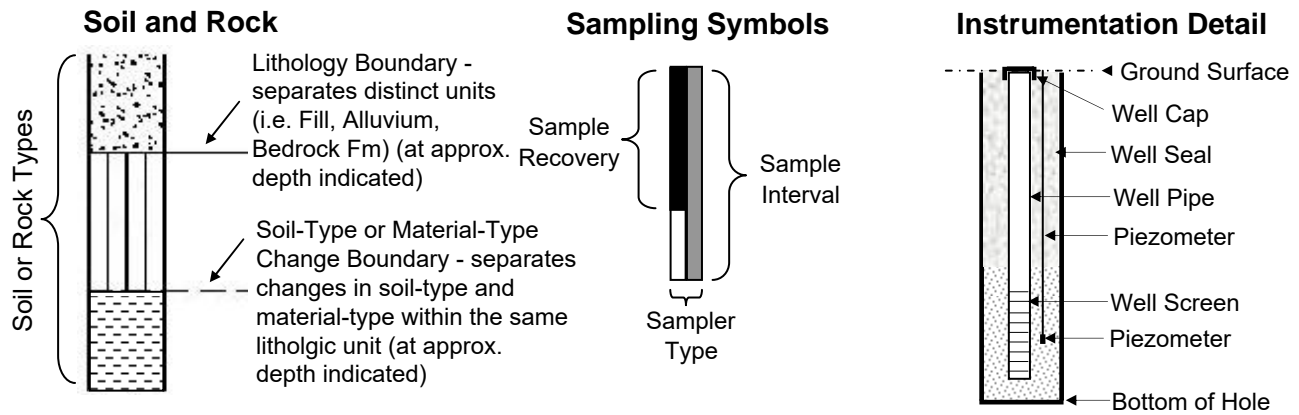 Soil and Rock
Soil or Rock Types
Lithology Boundary -
separates distinct units
(i.e. Fill, Alluvium,
Bedrock Fm) (at approx.
depth indicated)
Soil-Type or Material-Type
Change Boundary - separates
changes in soil-type and
material-type within the same
litholgic unit (at approx.
depth indicated)
Sampling Symbols
Sample
Recovery
Sample
Interval
Sampler
Type
Instrumentation Detail
Ground Surface
Well Cap
Well Seal
Well Pipe
Piezometer
Well Screen
Piezometer
Bottom of Hole